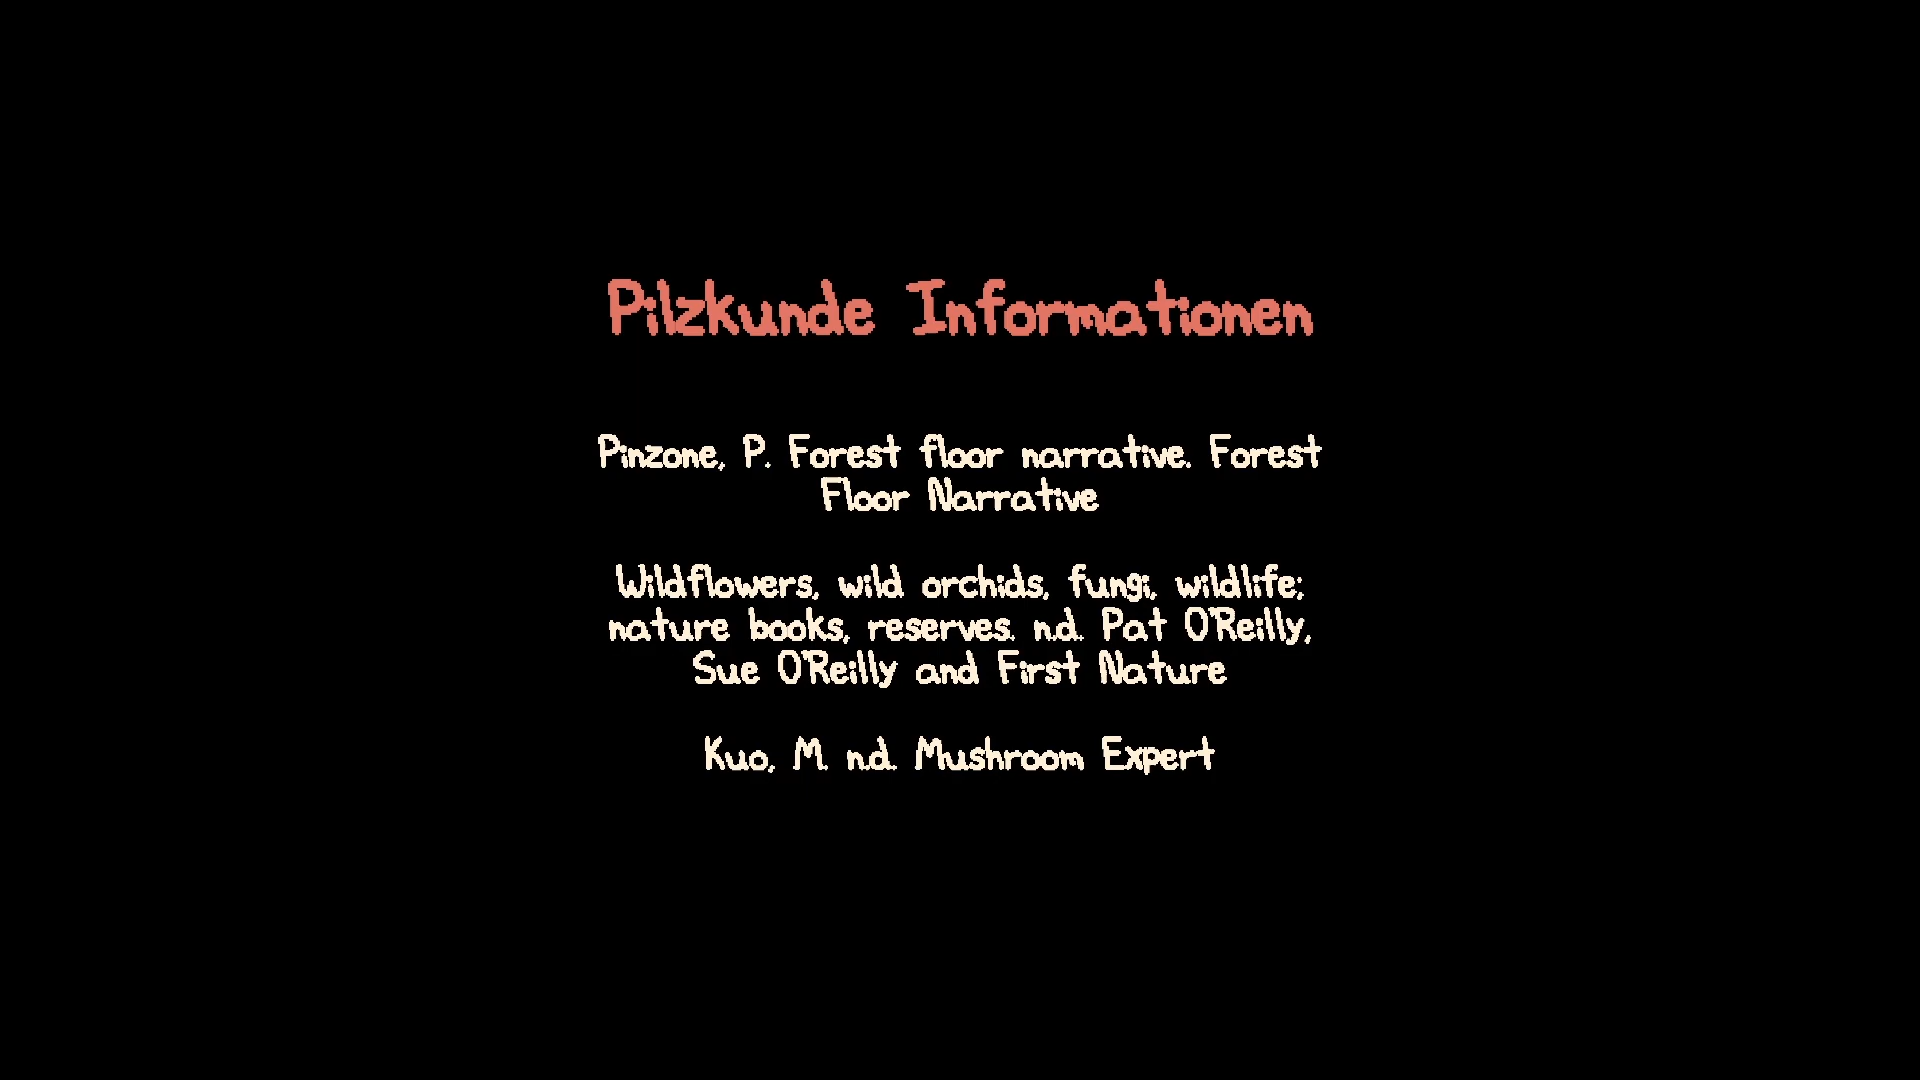 Pilzkunde Informationen
Pinzone, P. Forest floor narrative. Forest
Floor Narrative
Wildflowers, wild orchids, fungi, wildlife;
nature books, reserves. n.d. Pat O'Reilly,
Sue O'Reilly and First Nature
Kuo, M. n.d. Mushroom Expert